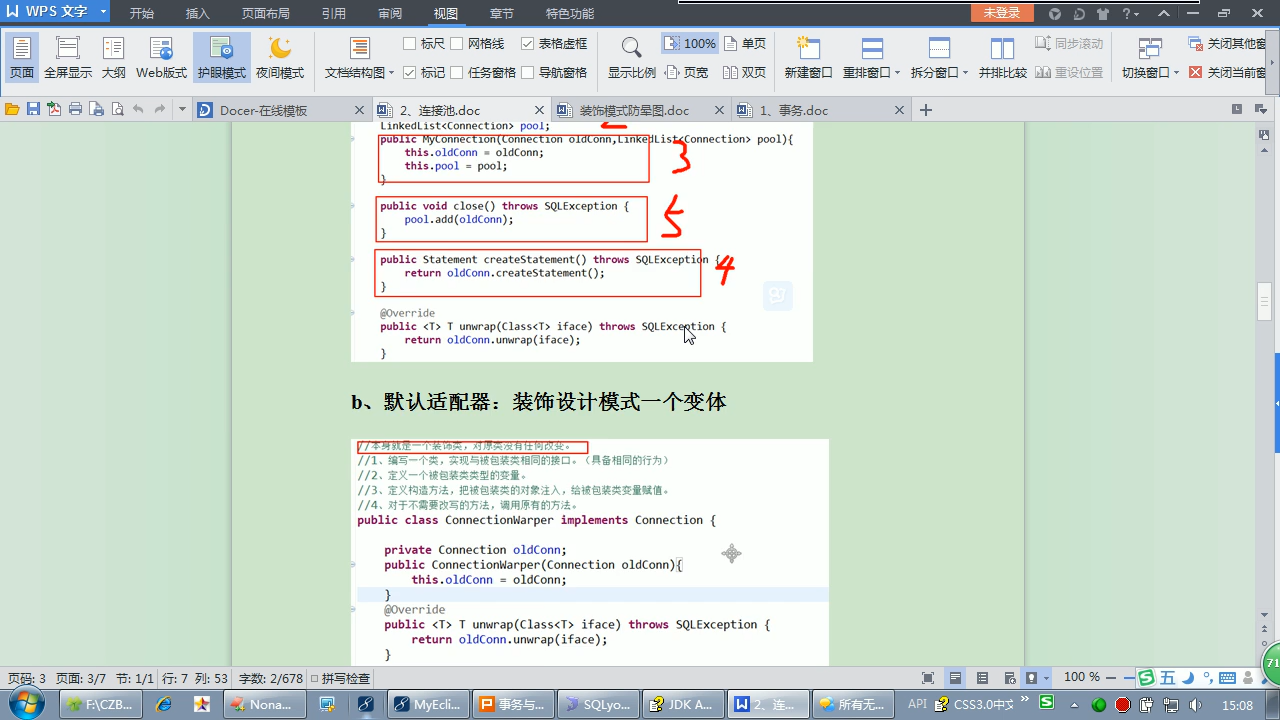 WPS 文字
开始 插入 页面布局 引用 审阅 视图 章节 特色功能
未登录
标尺 网格线 表格虚框 100% 单页 同步滚动 关闭其他窗
页面 全屏显示 大纲 Web版式 护眼模式 夜间模式 文档结构图 标记 任务窗格 导航窗格 显示比例 页宽 双页 新建窗口 重排窗口 拆分窗口 并排比较 重设位置 切换窗口 关闭当前窗
Docer-在线模板 2、连接池.doc 装饰模式防晕图.doc 1、事务.doc
LinkedList<Connection> pool;
public MyConnection(Connection oldConn,LinkedList<Connection> pool){
this.oldConn = oldConn;
this.pool = pool;
}
3
public void close() throws SQLException {
pool.add(oldConn);
}
5
public Statement createStatement() throws SQLException {
return oldConn.createStatement();
}
4
@Override
public <T> T unwrap(Class<T> iface) throws SQLException {
return oldConn.unwrap(iface);
}
b、默认适配器：装饰设计模式一个变体
//本身就是一个装饰类，对原类没有任何改变。
//1、编写一个类，实现与被包装类相同的接口。（具备相同的行为）
//2、定义一个被包装类类型的变量。
//3、定义构造方法，把被包装类的对象注入，给被包装类变量赋值。
//4、对于不需要改写的方法，调用原有的方法。
public class ConnectionWarper implements Connection {
private Connection oldConn;
public ConnectionWarper(Connection oldConn){
this.oldConn = oldConn;
}
@Override
public <T> T unwrap(Class<T> iface) throws SQLException {
return oldConn.unwrap(iface);
}
页码: 3 页面: 3/7 节: 1/1 行: 7 列: 53 字数: 2/678 拼写检查 100 % 五 71
F:\CZB... Nona... MyEcli... 事务与... SQLyo... JDK A... 2、连... 所有无... API CSS3.0中文 15:08